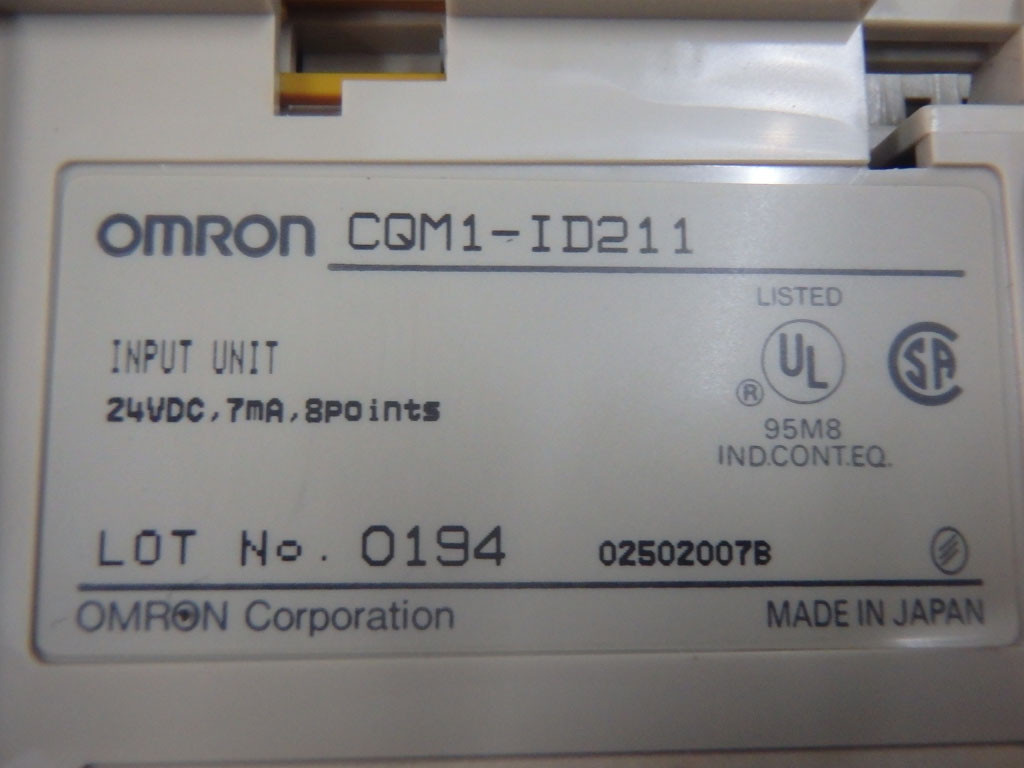 OMRON CQM1-ID211
LISTED
INPUT UNIT
UL
SA
®
24VDC,7mA,8points
95M8
IND.CONT.EQ.
LOT No. 0194 02502007B
OMRON Corporation MADE IN JAPAN